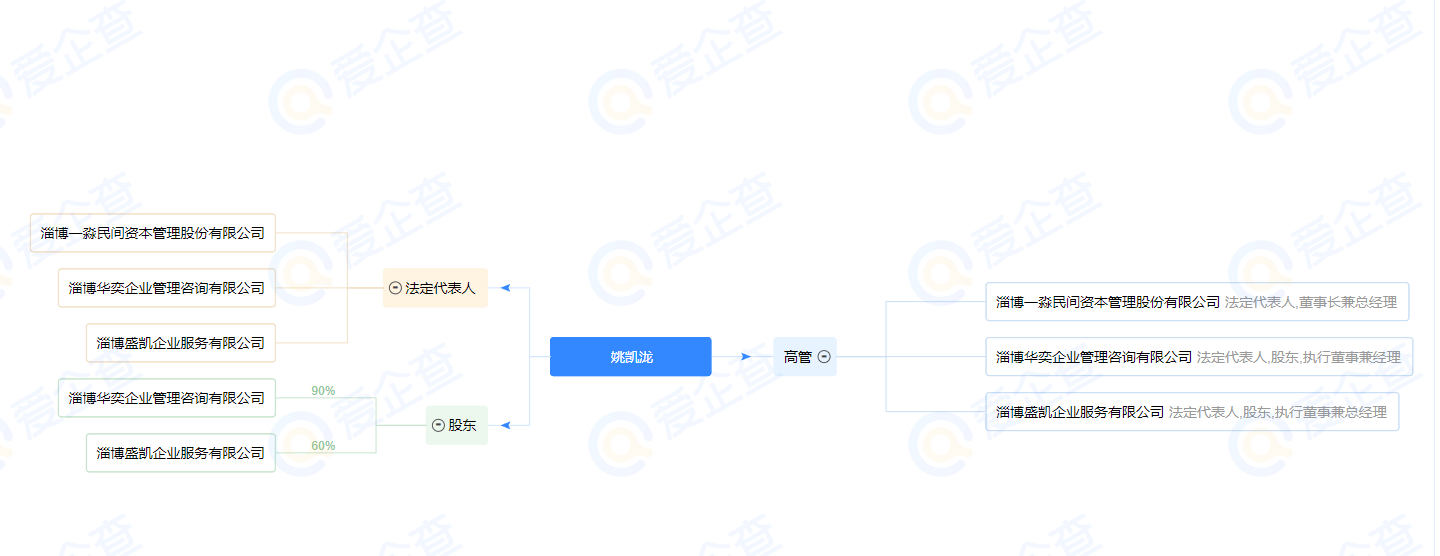 淄博一淼民间资本管理股份有限公司
淄博华奕企业管理咨询有限公司
淄博盛凯企业服务有限公司
法定代表人
淄博华奕企业管理咨询有限公司
90%
淄博盛凯企业服务有限公司
60%
股东
姚凯泷
高管
淄博一淼民间资本管理股份有限公司 法定代表人,董事长兼总经理
淄博华奕企业管理咨询有限公司 法定代表人,股东,执行董事兼经理
淄博盛凯企业服务有限公司 法定代表人,股东,执行董事兼总经理
爱企查